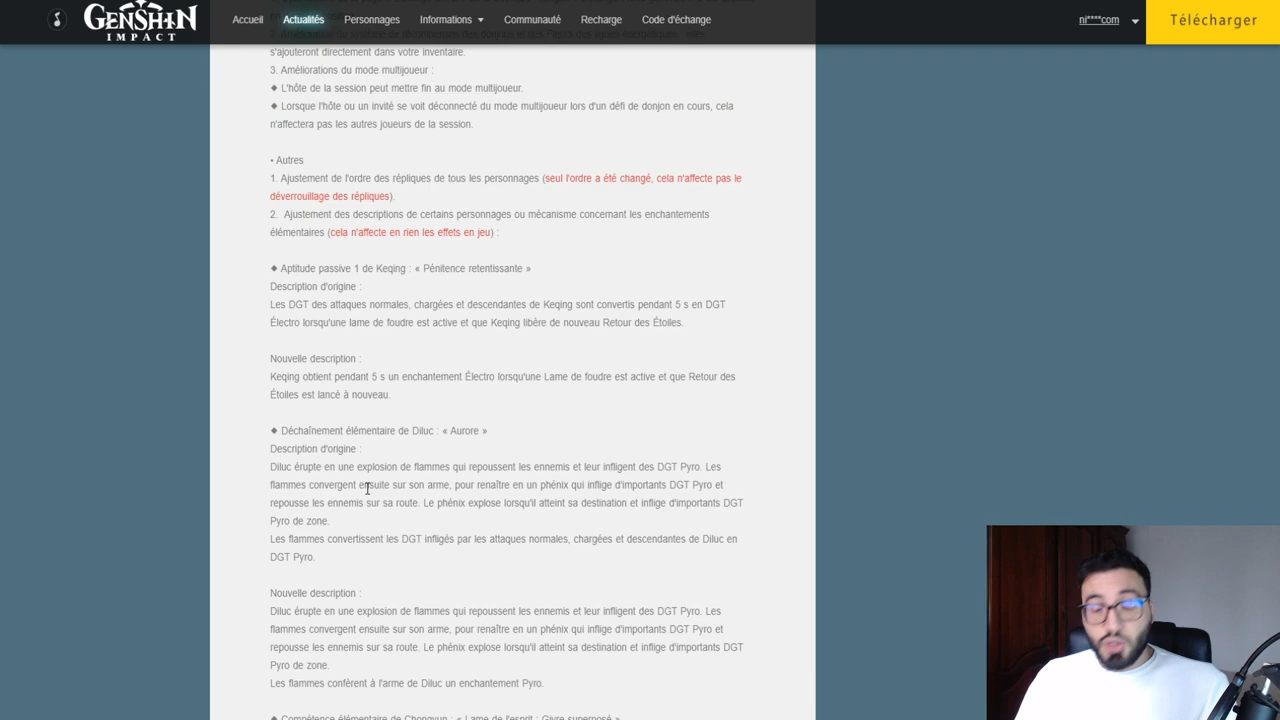 GENSHIN
IMPACT
Accueil
Actualités
Personnages
Informations
Communauté
Recharge
Code d'échange
ni****com
Télécharger
s'ajouteront directement dans votre inventaire.
3. Améliorations du mode multijoueur :
◆ L'hôte de la session peut mettre fin au mode multijoueur.
◆ Lorsque l'hôte ou un invité se voit déconnecté du mode multijoueur lors d'un défi de donjon en cours, cela
n'affectera pas les autres joueurs de la session.
• Autres
1. Ajustement de l'ordre des répliques de tous les personnages (seul l'ordre a été changé, cela n'affecte pas le
déverrouillage des répliques).
2. Ajustement des descriptions de certains personnages ou mécanisme concernant les enchantements
élémentaires (cela n'affecte en rien les effets en jeu) :
◆ Aptitude passive 1 de Keqing : « Pénitence retentissante »
Description d'origine :
Les DGT des attaques normales, chargées et descendantes de Keqing sont convertis pendant 5 s en DGT
Électro lorsqu'une lame de foudre est active et que Keqing libère de nouveau Retour des Étoiles.
Nouvelle description :
Keqing obtient pendant 5 s un enchantement Électro lorsqu'une Lame de foudre est active et que Retour des
Étoiles est lancé à nouveau.
◆ Déchaînement élémentaire de Diluc : « Aurore »
Description d'origine :
Diluc érupte en une explosion de flammes qui repoussent les ennemis et leur infligent des DGT Pyro. Les
flammes convergent ensuite sur son arme, pour renaître en un phénix qui inflige d'importants DGT Pyro et
repousse les ennemis sur sa route. Le phénix explose lorsqu'il atteint sa destination et inflige d'importants DGT
Pyro de zone.
Les flammes convertissent les DGT infligés par les attaques normales, chargées et descendantes de Diluc en
DGT Pyro.
Nouvelle description :
Diluc érupte en une explosion de flammes qui repoussent les ennemis et leur infligent des DGT Pyro. Les
flammes convergent ensuite sur son arme, pour renaître en un phénix qui inflige d'importants DGT Pyro et
repousse les ennemis sur sa route. Le phénix explose lorsqu'il atteint sa destination et inflige d'importants DGT
Pyro de zone.
Les flammes confèrent à l'arme de Diluc un enchantement Pyro.
◆ Compétence élémentaire de Chongyun : « Lame de l'esprit : Givre superposé »